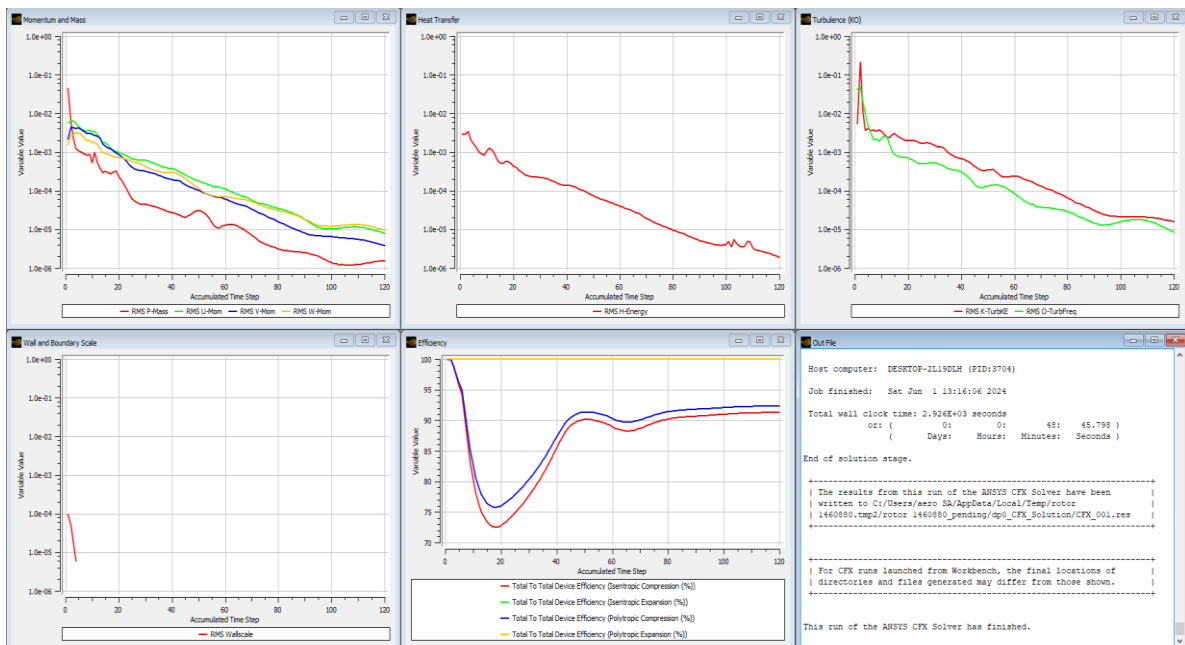 Momentum and Mass
1.0e+00
1.0e-01
1.0e-02
1.0e-03
1.0e-04
1.0e-05
1.0e-06
Variable Value
0 20 40 60 80 100 120
Accumulated Time Step
RMS P-Mass RMS U-Mom RMS V-Mom RMS W-Mom
Heat Transfer
1.0e+00
1.0e-01
1.0e-02
1.0e-03
1.0e-04
1.0e-05
1.0e-06
Variable Value
0 20 40 60 80 100 120
Accumulated Time Step
RMS H-Energy
Turbulence (KO)
1.0e+00
1.0e-01
1.0e-02
1.0e-03
1.0e-04
1.0e-05
1.0e-06
Variable Value
0 20 40 60 80 100 120
Accumulated Time Step
RMS K-TurbKE RMS O-TurbFreq
Wall and Boundary Scale
1.0e+00
1.0e-01
1.0e-02
1.0e-03
1.0e-04
1.0e-05
1.0e-06
Variable Value
0 20 40 60 80 100 120
Accumulated Time Step
RMS Wallscale
Efficiency
100
95
90
85
80
75
70
Variable Value
0 20 40 60 80 100 120
Accumulated Time Step
Total To Total Device Efficiency (Isentropic Compression (%))
Total To Total Device Efficiency (Isentropic Expansion (%))
Total To Total Device Efficiency (Polytropic Compression (%))
Total To Total Device Efficiency (Polytropic Expansion (%))
Out File
Host computer: DESKTOP-2L19DLH (PID:3704)
Job finished: Sat Jun 1 13:16:06 2024
Total wall clock time: 2.926E+03 seconds
or: ( 0: 0: 48: 45.798 )
( Days: Hours: Minutes: Seconds )
End of solution stage.
+--------------------------------------------------------------------+
| The results from this run of the ANSYS CFX Solver have been |
| written to C:/Users/aero SA/AppData/Local/Temp/rotor |
| 1460880.tmp2/rotor 1460880_pending/dp0_CFX_Solution/CFX_001.res |
+--------------------------------------------------------------------+
+--------------------------------------------------------------------+
| For CFX runs launched from Workbench, the final locations of |
| directories and files generated may differ from those shown. |
+--------------------------------------------------------------------+
This run of the ANSYS CFX Solver has finished.